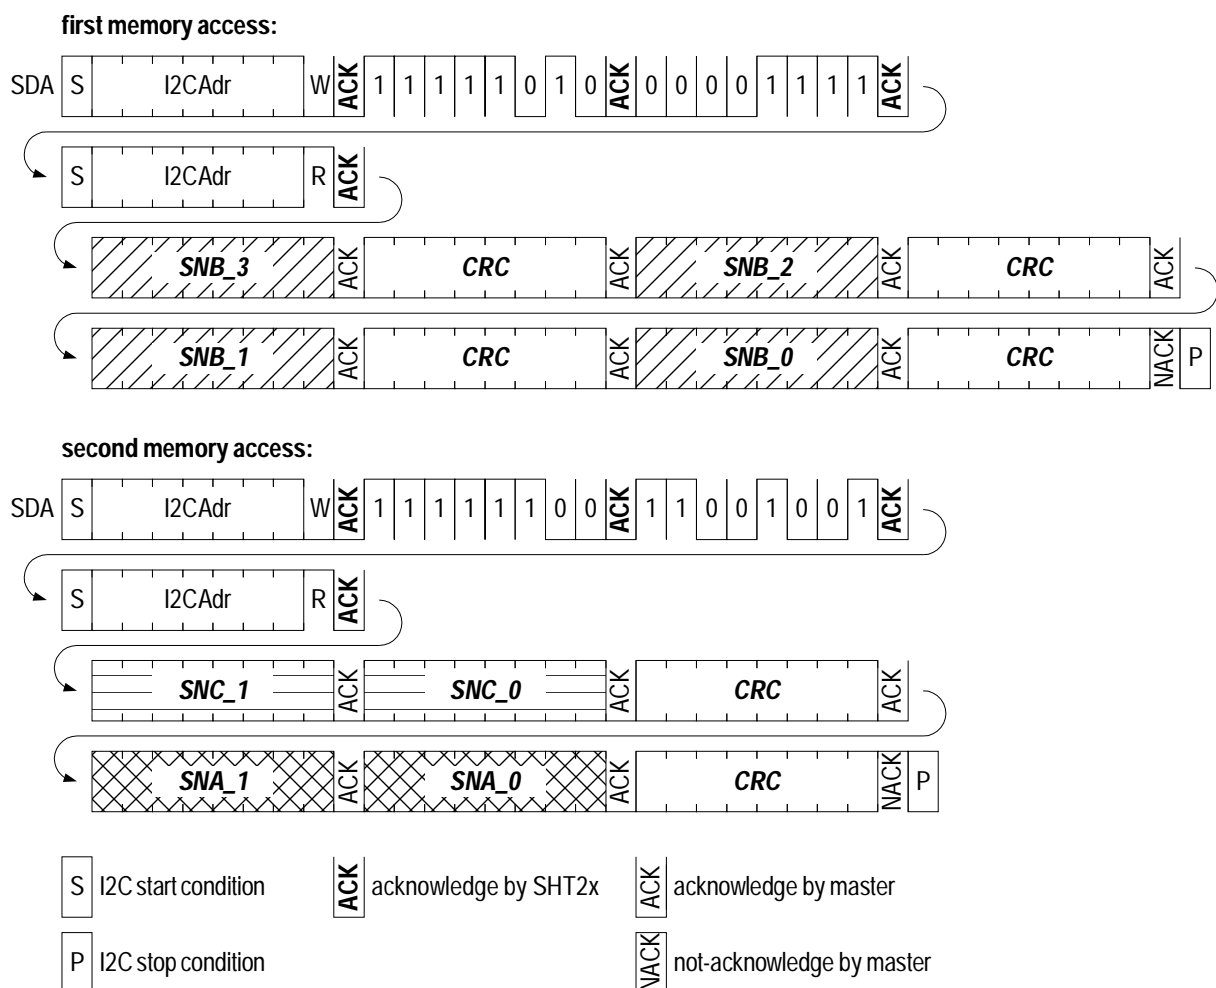 first memory access:
SDA S I2CAdr W ACK 1 1 1 1 1 0 1 0 ACK 0 0 0 0 1 1 1 1 ACK
S I2CAdr R ACK
SNB_3 ACK CRC ACK SNB_2 ACK CRC ACK
SNB_1 ACK CRC ACK SNB_0 ACK CRC NACK P
second memory access:
SDA S I2CAdr W ACK 1 1 1 1 1 1 0 0 ACK 1 1 0 0 1 0 0 1 ACK
S I2CAdr R ACK
SNC_1 ACK SNC_0 ACK CRC ACK
SNA_1 ACK SNA_0 ACK CRC NACK P
S I2C start condition ACK acknowledge by SHT2x ACK acknowledge by master
P I2C stop condition NACK not-acknowledge by master